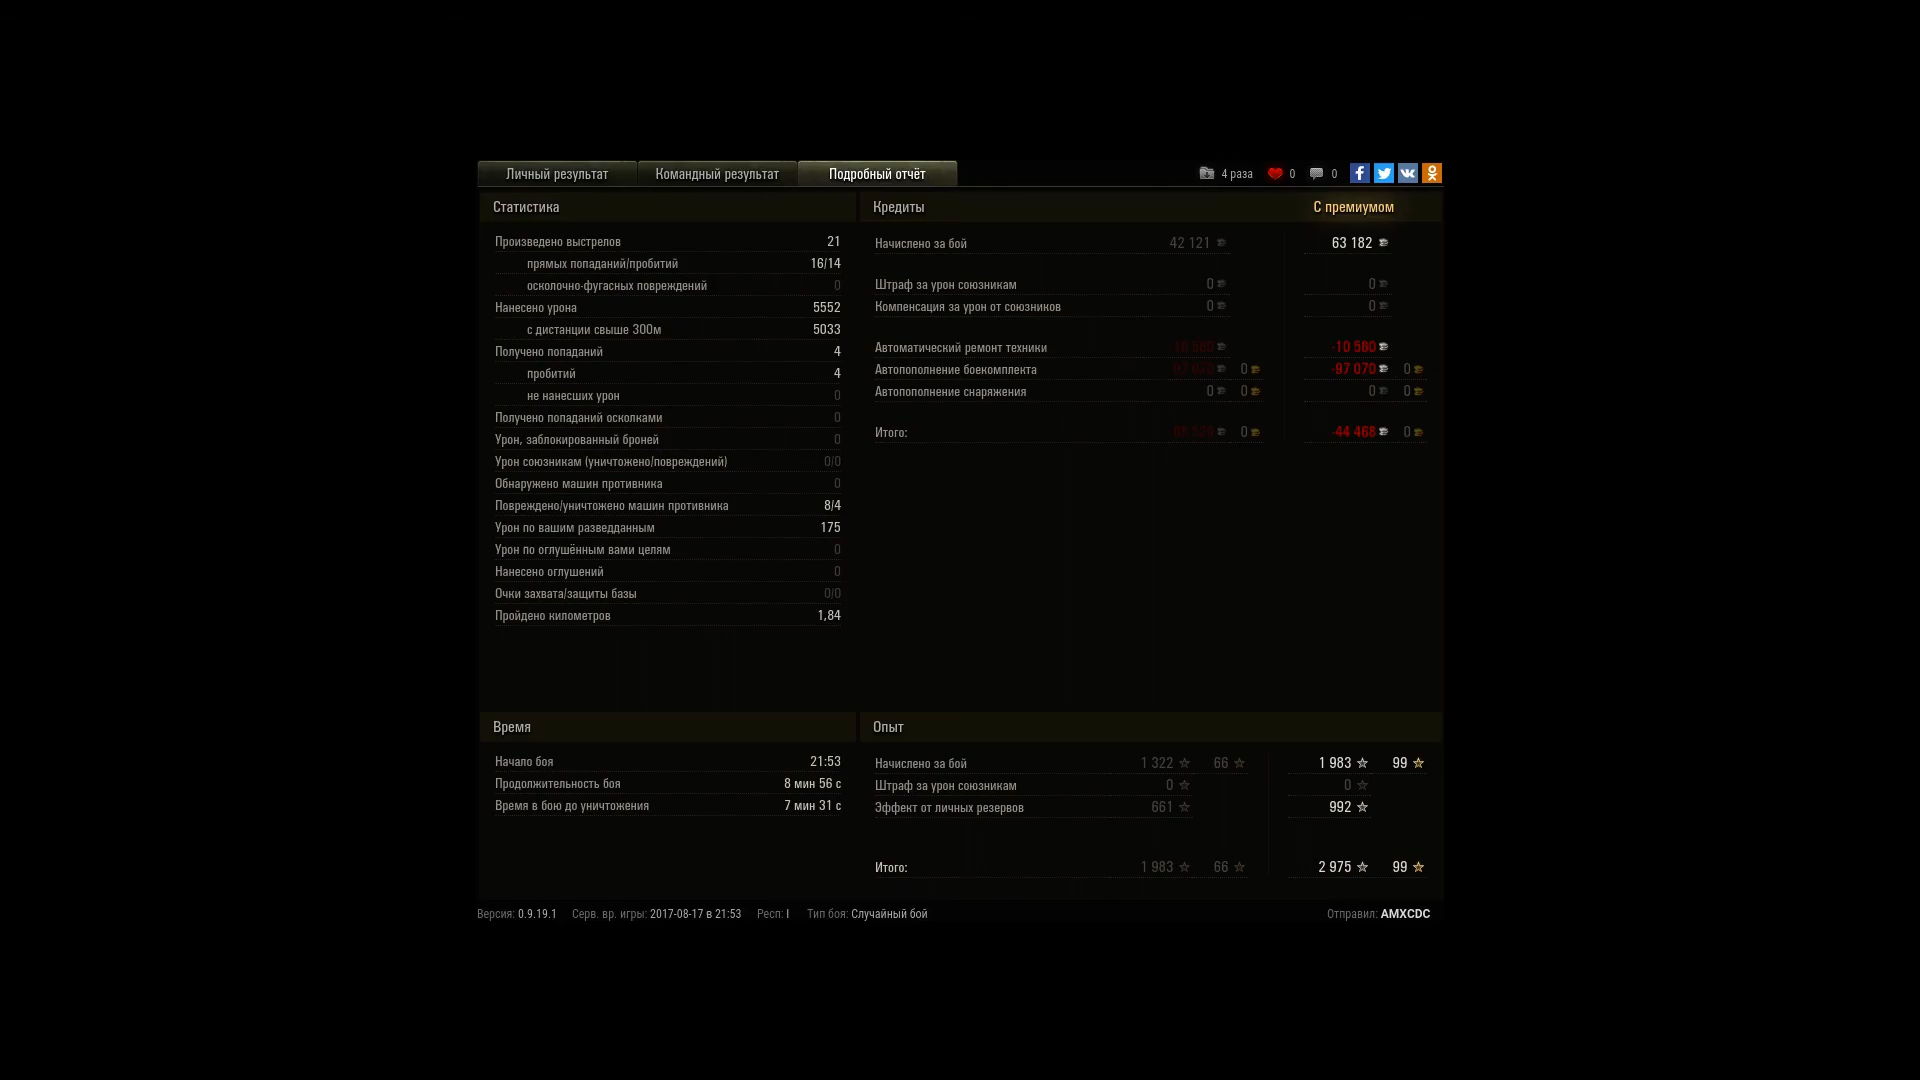 Личный результат Командный результат Подробный отчёт 4 раза 0 0
Статистика
Произведено выстрелов 21
прямых попаданий/пробитий 16/14
осколочно-фугасных повреждений 0
Нанесено урона 5552
с дистанции свыше 300м 5033
Получено попаданий 4
пробитий 4
не нанесших урон 0
Получено попаданий осколками 0
Урон, заблокированный броней 0
Урон союзникам (уничтожено/повреждений) 0/0
Обнаружено машин противника 0
Повреждено/уничтожено машин противника 8/4
Урон по вашим разведданным 175
Урон по оглушённым вами целям 0
Нанесено оглушений 0
Очки захвата/защиты базы 0/0
Пройдено километров 1,84
Кредиты С премиумом
Начислено за бой 42 121 63 182
Штраф за урон союзникам 0 0
Компенсация за урон от союзников 0 0
Автоматический ремонт техники -10 580 -10 580
Автопополнение боекомплекта -97 070 0 -97 070 0
Автопополнение снаряжения 0 0 0 0
Итого: 0 -44 468 0
Время
Начало боя 21:53
Продолжительность боя 8 мин 56 с
Время в бою до уничтожения 7 мин 31 с
Опыт
Начислено за бой 1 322 66 1 983 99
Штраф за урон союзникам 0 0
Эффект от личных резервов 661 992
Итого: 1 983 66 2 975 99
Версия: 0.9.19.1 Серв. вр. игры: 2017-08-17 в 21:53 Респ: I Тип боя: Случайный бой Отправил: AMXCDC